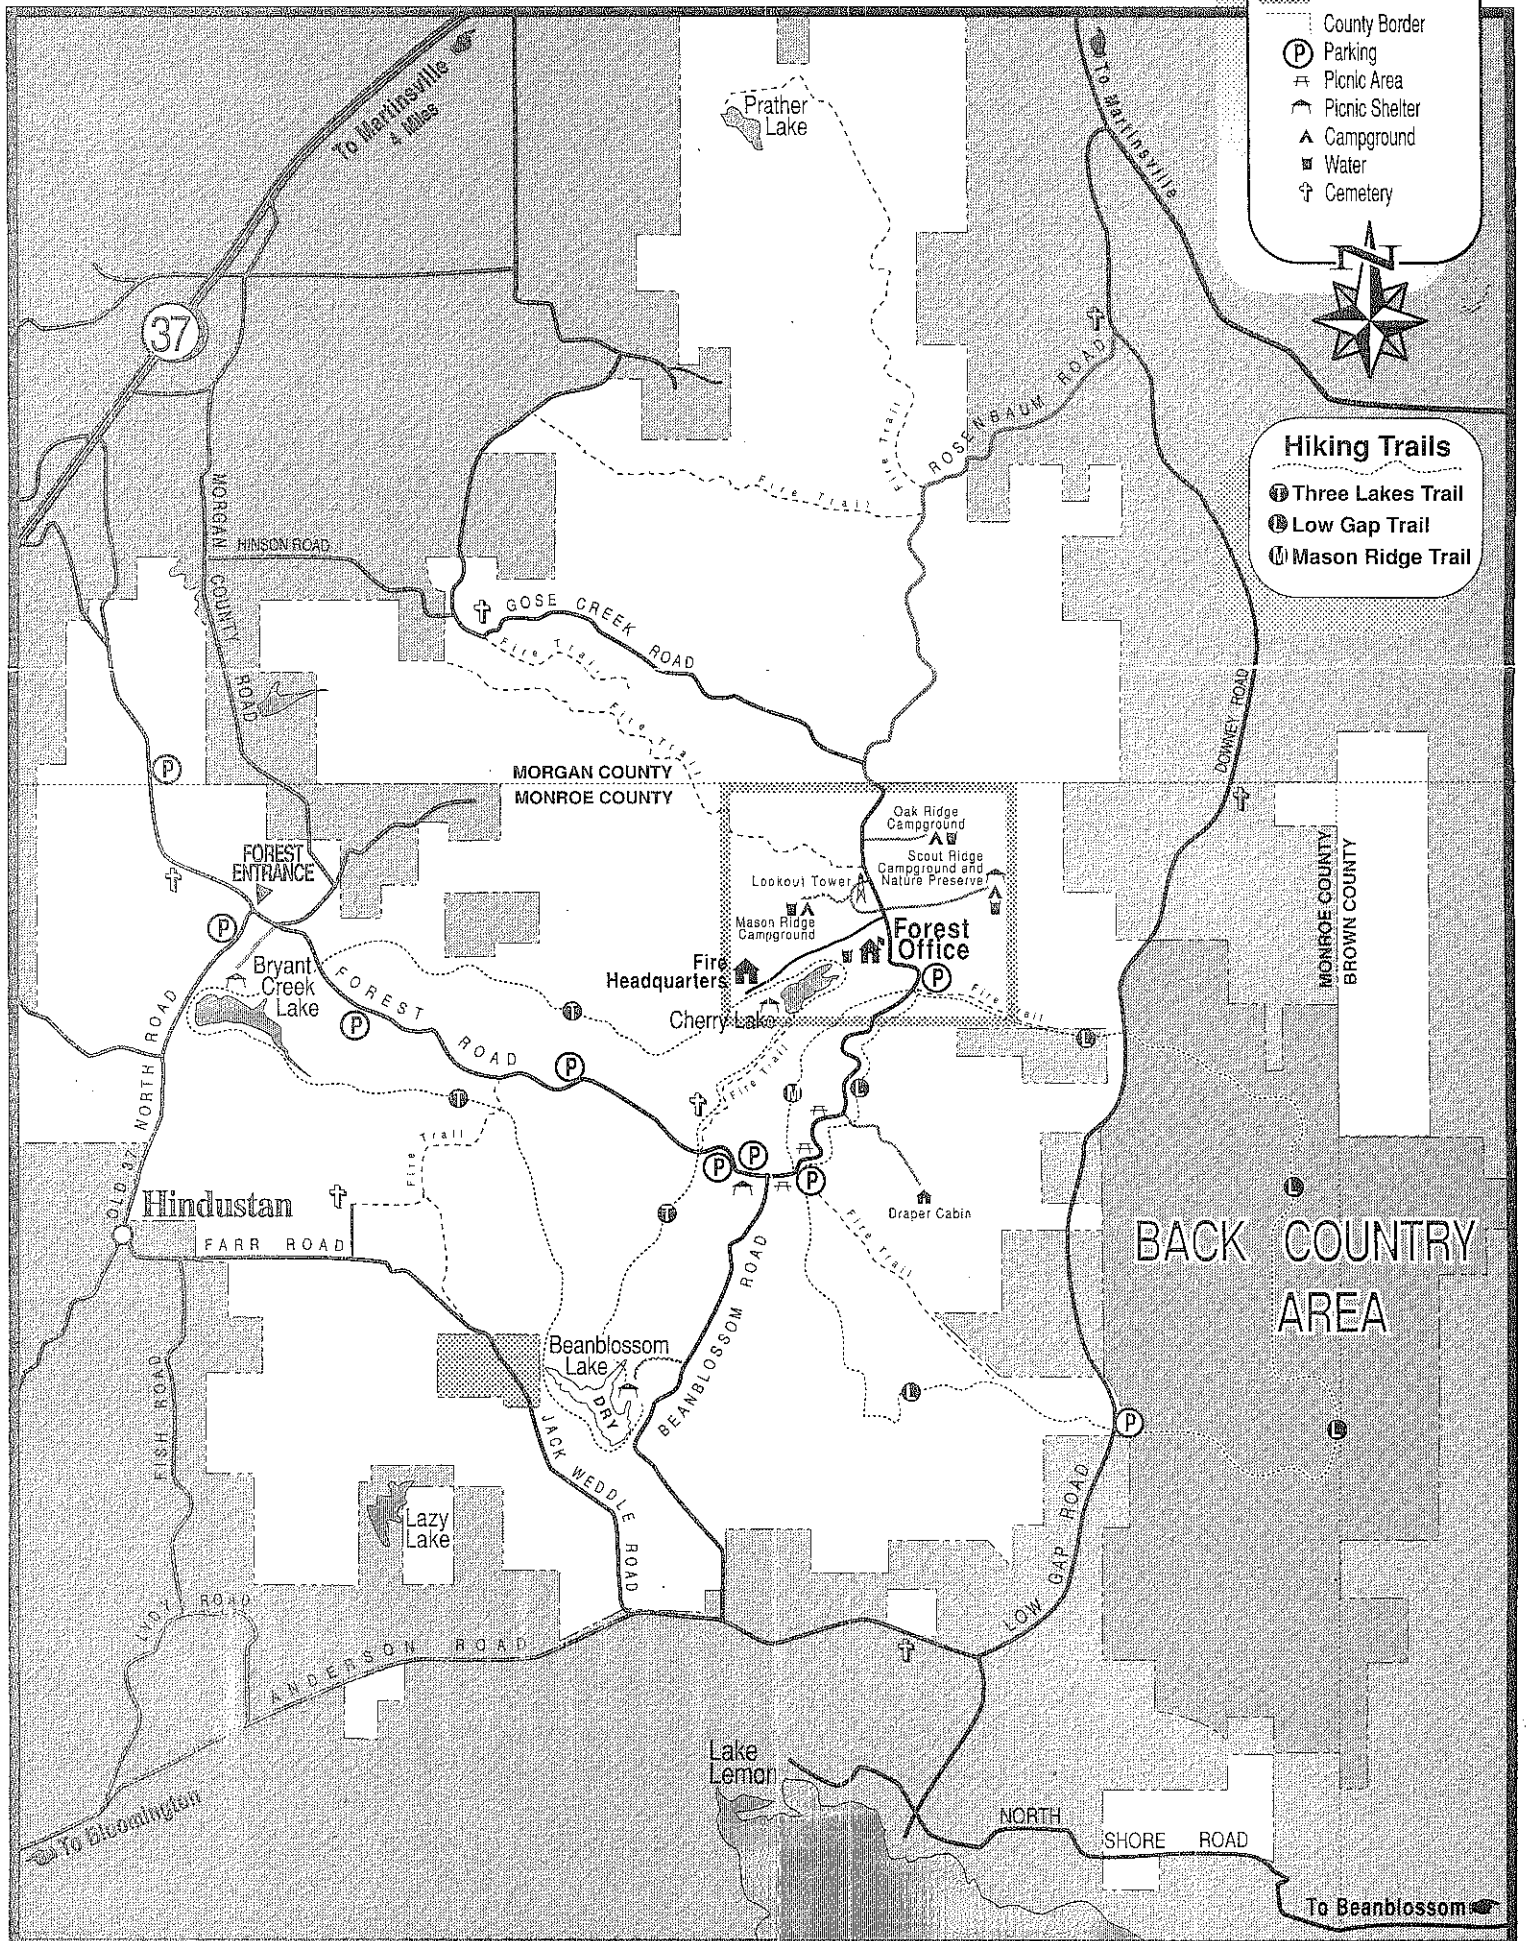 County Border
P Parking
Picnic Area
Picnic Shelter
Campground
Water
Cemetery
N
To Martinsville
4 Miles
To Martinsville
Prather
Lake
37
Hiking Trails
T Three Lakes Trail
L Low Gap Trail
M Mason Ridge Trail
ROSENBAUM ROAD
Fire Trail
Fire Trail
MORGAN COUNTY ROAD
HINSON ROAD
GOSE CREEK ROAD
Fire Trail
Fire Trail
DOWNEY ROAD
P
MORGAN COUNTY
MONROE COUNTY
Oak Ridge
Campground
Scout Ridge
Campground and
Nature Preserve
Lookout Tower
Mason Ridge
Campground
Forest
Office
Fire
Headquarters
P
Cherry Lake
Fire Trail
MONROE COUNTY
BROWN COUNTY
FOREST
ENTRANCE
P
Bryant
Creek
Lake
FOREST ROAD
P
T
P
T
L
Fire Trail
M
L
OLD 37 NORTH ROAD
Fire Trail
P
P
P
T
Draper Cabin
Fire Trail
L
Hindustan
FARR ROAD
BACK COUNTRY
AREA
BEANBLOSSOM ROAD
Beanblossom
Lake
DRY
L
P
L
FISH ROAD
JACK WEDDLE ROAD
Lazy
Lake
LOW GAP ROAD
LYDY ROAD
ANDERSON ROAD
Lake
Lemon
To Bloomington
NORTH
SHORE ROAD
To Beanblossom